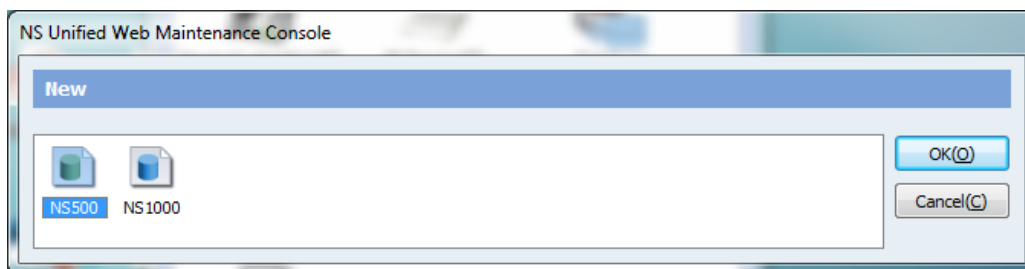 NS Unified Web Maintenance Console
New
OK(O)
NS500 NS1000
Cancel(C)